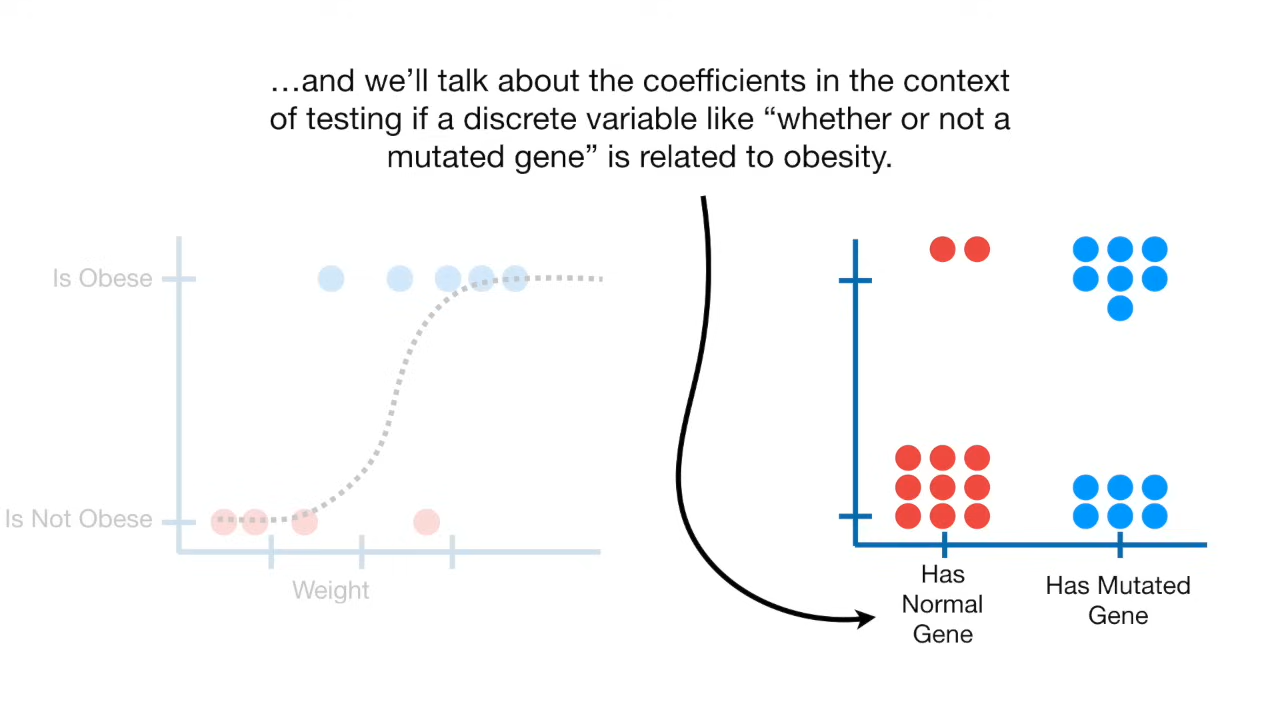 …and we’ll talk about the coefficients in the context
of testing if a discrete variable like “whether or not a
mutated gene” is related to obesity.
Is Obese
Is Not Obese
Weight
Has
Normal
Gene
Has Mutated
Gene